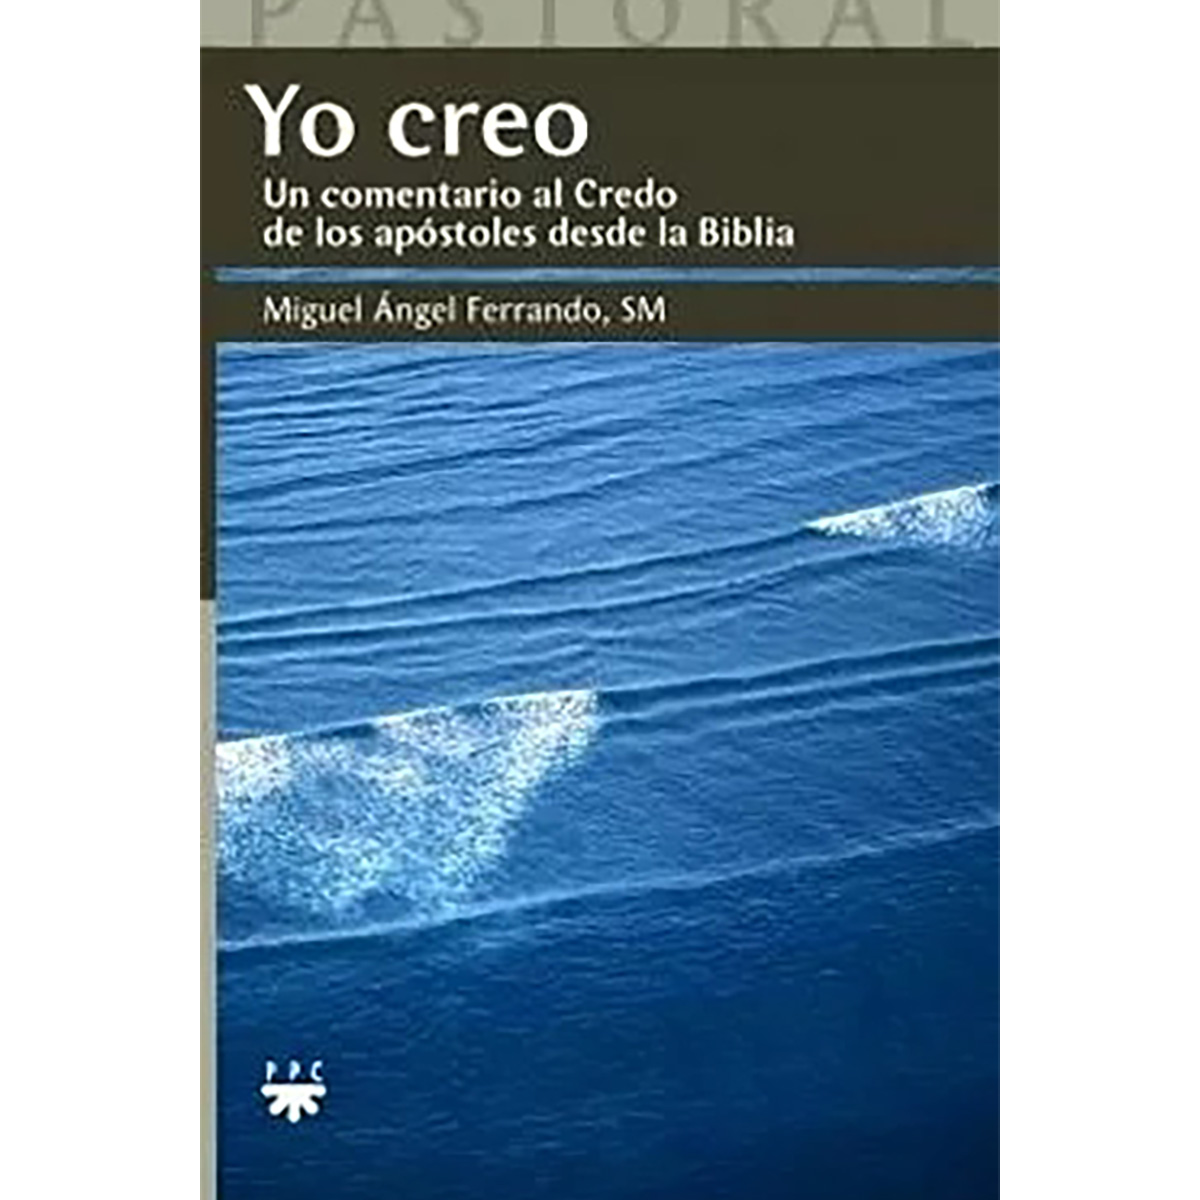 PASTORAL
Yo creo
Un comentario al Credo
de los apóstoles desde la Biblia
Miguel Ángel Ferrando, SM
PPC